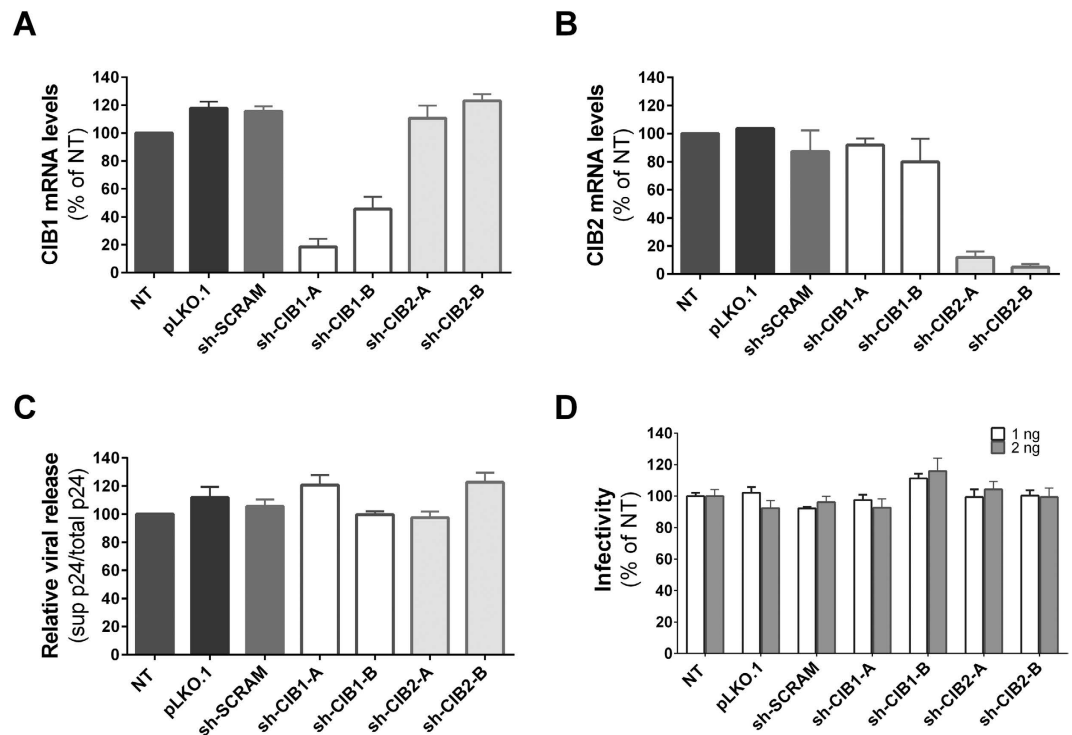 A
CIB1 mRNA levels
(% of NT)
140
120
100
80
60
40
20
0
NT
pLKO.1
sh-SCRAM
sh-CIB1-A
sh-CIB1-B
sh-CIB2-A
sh-CIB2-B
B
CIB2 mRNA levels
(% of NT)
140
120
100
80
60
40
20
0
NT
pLKO.1
sh-SCRAM
sh-CIB1-A
sh-CIB1-B
sh-CIB2-A
sh-CIB2-B
C
Relative viral release
(sup p24/total p24)
140
120
100
80
60
40
20
0
NT
pLKO.1
sh-SCRAM
sh-CIB1-A
sh-CIB1-B
sh-CIB2-A
sh-CIB2-B
D
1 ng
2 ng
Infectivity
(% of NT)
140
120
100
80
60
40
20
0
NT
pLKO.1
sh-SCRAM
sh-CIB1-A
sh-CIB1-B
sh-CIB2-A
sh-CIB2-B